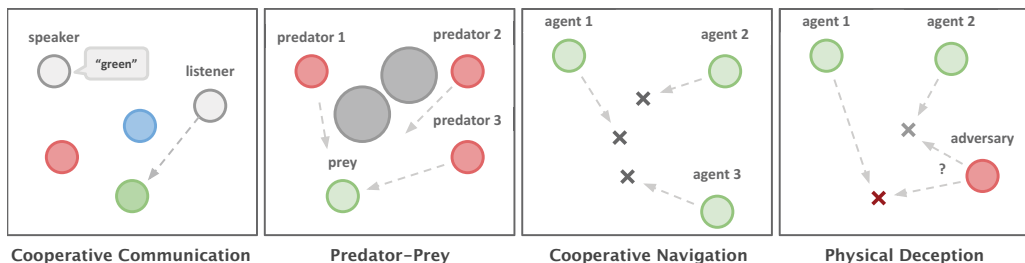 speaker
"green"
listener
Cooperative Communication
predator 1
predator 2
predator 3
prey
Predator-Prey
agent 1
agent 2
agent 3
Cooperative Navigation
agent 1
agent 2
adversary
?
Physical Deception